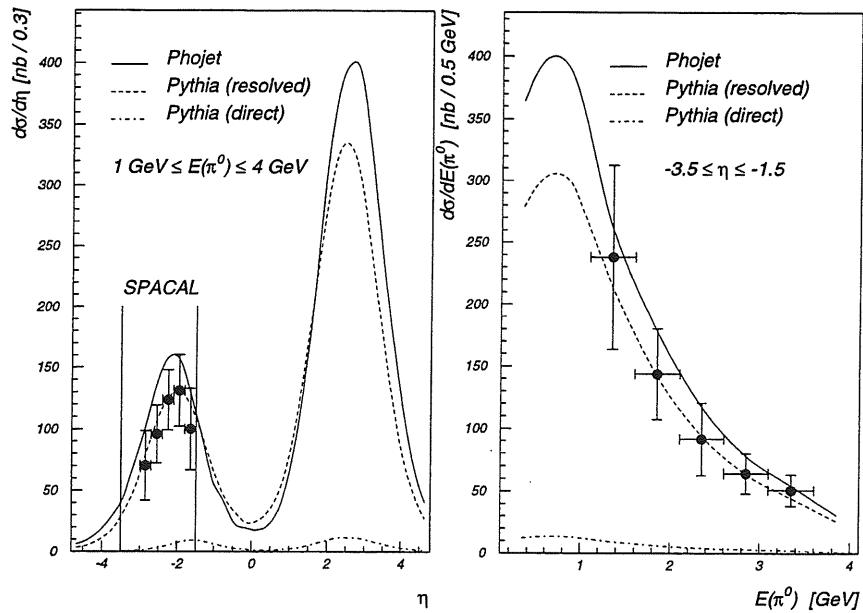 dσ/dη [nb / 0.3]
400
350
300
250
200
150
100
50
0
Phojet
Pythia (resolved)
Pythia (direct)
1 GeV ≤ E(π⁰) ≤ 4 GeV
SPACAL
-4
-2
0
2
4
η
dσ/dE(π⁰) [nb / 0.5 GeV]
400
350
300
250
200
150
100
50
0
Phojet
Pythia (resolved)
Pythia (direct)
-3.5 ≤ η ≤ -1.5
0
1
2
3
4
E(π⁰) [GeV]